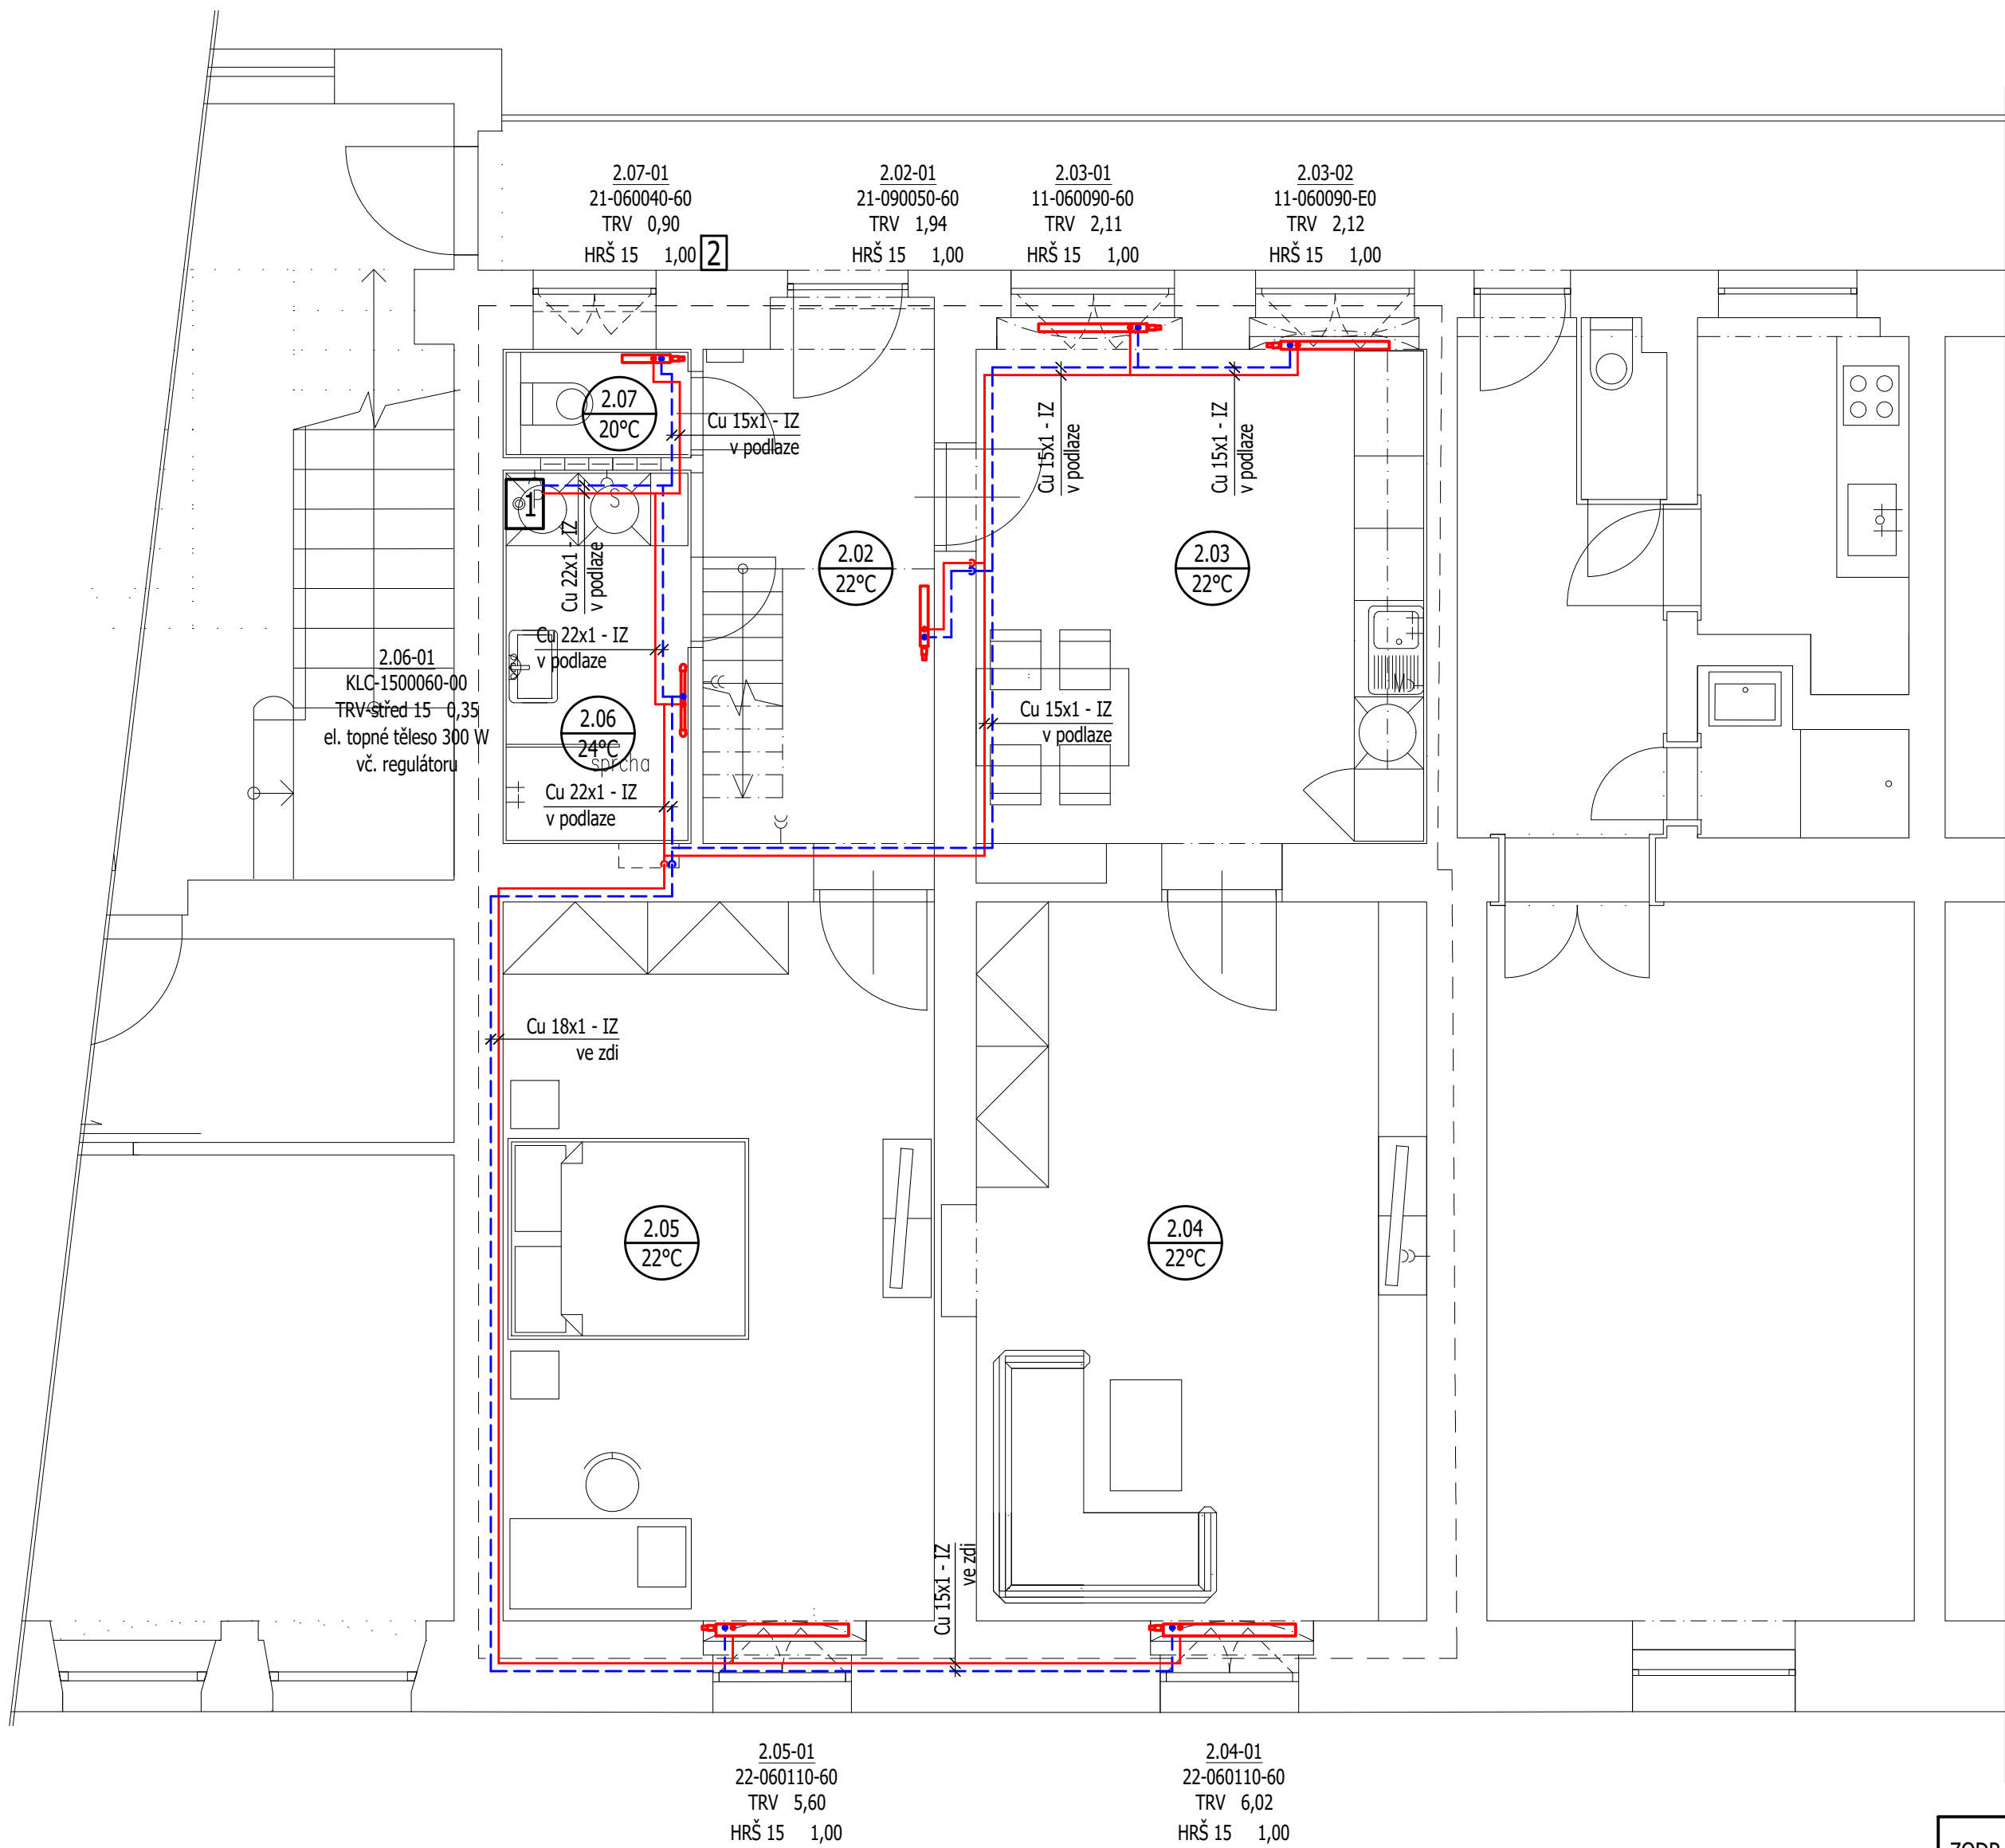 2.07-01
21-060040-60
TRV 0,90
HRŠ 15 1,00
2
2.02-01
21-090050-60
TRV 1,94
HRŠ 15 1,00
2.03-01
11-060090-60
TRV 2,11
HRŠ 15 1,00
2.03-02
11-060090-E0
TRV 2,12
HRŠ 15 1,00
2.07
20°C
Cu 15x1 - IZ
v podlaze
Cu 15x1 - IZ
v podlaze
Cu 15x1 - IZ
v podlaze
1
P
S
Cu 22x1 - IZ
v podlaze
2.02
22°C
2.03
22°C
Cu 22x1 - IZ
v podlaze
2.06-01
KLC-1500060-00
TRV-střed 15 0,35
el. topné těleso 300 W
vč. regulátoru
2.06
24°C
sprcha
M
Cu 15x1 - IZ
v podlaze
Cu 22x1 - IZ
v podlaze
Cu 18x1 - IZ
ve zdi
2.05
22°C
2.04
22°C
Cu 15x1 - IZ
ve zdi
2.05-01
22-060110-60
TRV 5,60
HRŠ 15 1,00
2.04-01
22-060110-60
TRV 6,02
HRŠ 15 1,00